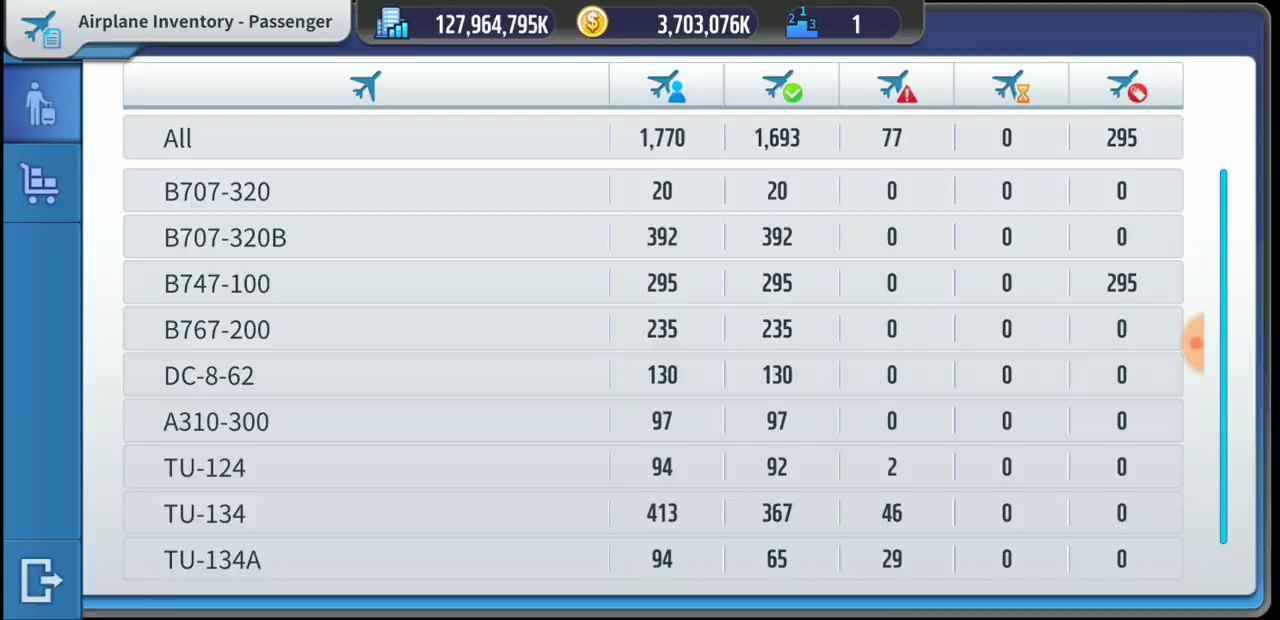 Airplane Inventory - Passenger 127,964,795K 3,703,076K 2 1 3 1
All 1,770 1,693 77 0 295
B707-320 20 20 0 0 0
B707-320B 392 392 0 0 0
B747-100 295 295 0 0 295
B767-200 235 235 0 0 0
DC-8-62 130 130 0 0 0
A310-300 97 97 0 0 0
TU-124 94 92 2 0 0
TU-134 413 367 46 0 0
TU-134A 94 65 29 0 0